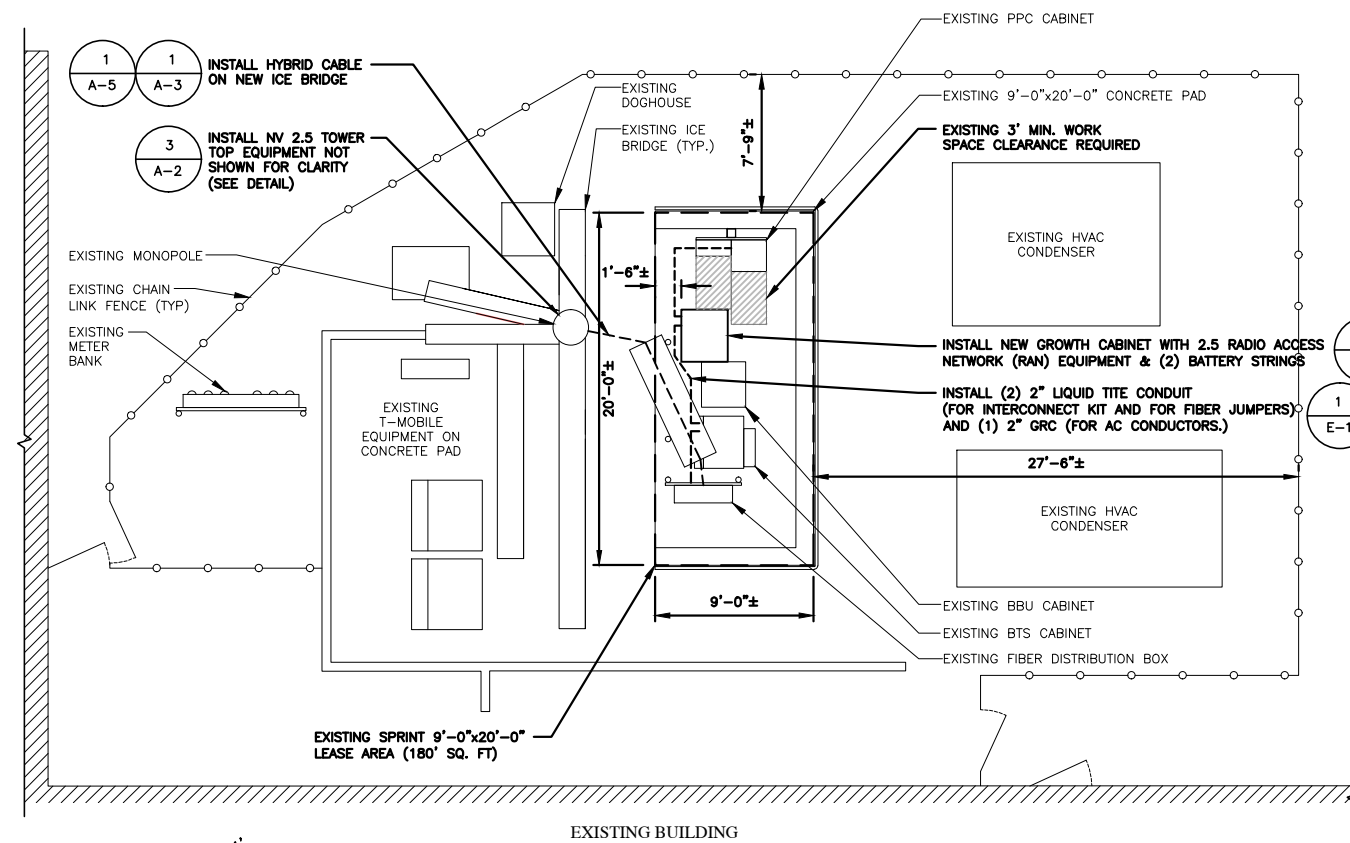 EXISTING PPC CABINET
1
A-5
1
A-3
INSTALL HYBRID CABLE
ON NEW ICE BRIDGE
EXISTING
DOGHOUSE
EXISTING 9'-0"x20'-0" CONCRETE PAD
3
A-2
INSTALL NV 2.5 TOWER
TOP EQUIPMENT NOT
SHOWN FOR CLARITY
(SEE DETAIL)
EXISTING ICE
BRIDGE (TYP.)
7'-9"±
EXISTING 3' MIN. WORK
SPACE CLEARANCE REQUIRED
EXISTING MONOPOLE
EXISTING HVAC
CONDENSER
1'-6"±
EXISTING CHAIN
LINK FENCE (TYP)
EXISTING
METER
BANK
INSTALL NEW GROWTH CABINET WITH 2.5 RADIO ACCESS
NETWORK (RAN) EQUIPMENT & (2) BATTERY STRINGS
20'-0"±
EXISTING
T-MOBILE
EQUIPMENT ON
CONCRETE PAD
INSTALL (2) 2" LIQUID TITE CONDUIT
(FOR INTERCONNECT KIT AND FOR FIBER JUMPERS)
AND (1) 2" GRC (FOR AC CONDUCTORS.)
1
E-1
27'-6"±
EXISTING HVAC
CONDENSER
9'-0"±
EXISTING BBU CABINET
EXISTING BTS CABINET
EXISTING FIBER DISTRIBUTION BOX
EXISTING SPRINT 9'-0"x20'-0"
LEASE AREA (180' SQ. FT)
EXISTING BUILDING